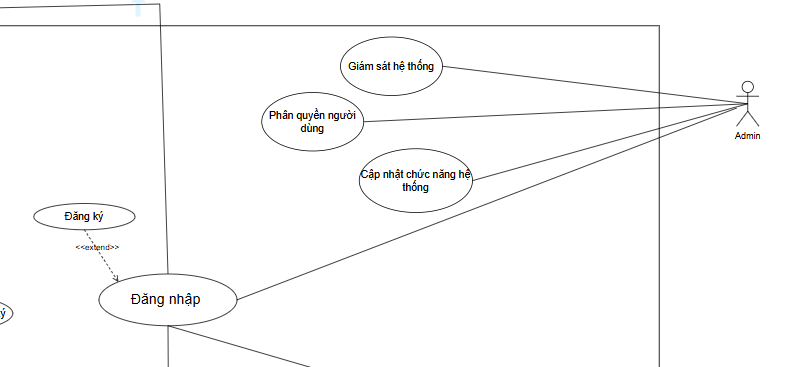 Giám sát hệ thống
Phân quyền người
dùng
Admin
Cập nhật chức năng hệ
thống
Đăng ký
<<extend>>
Đăng nhập
ý